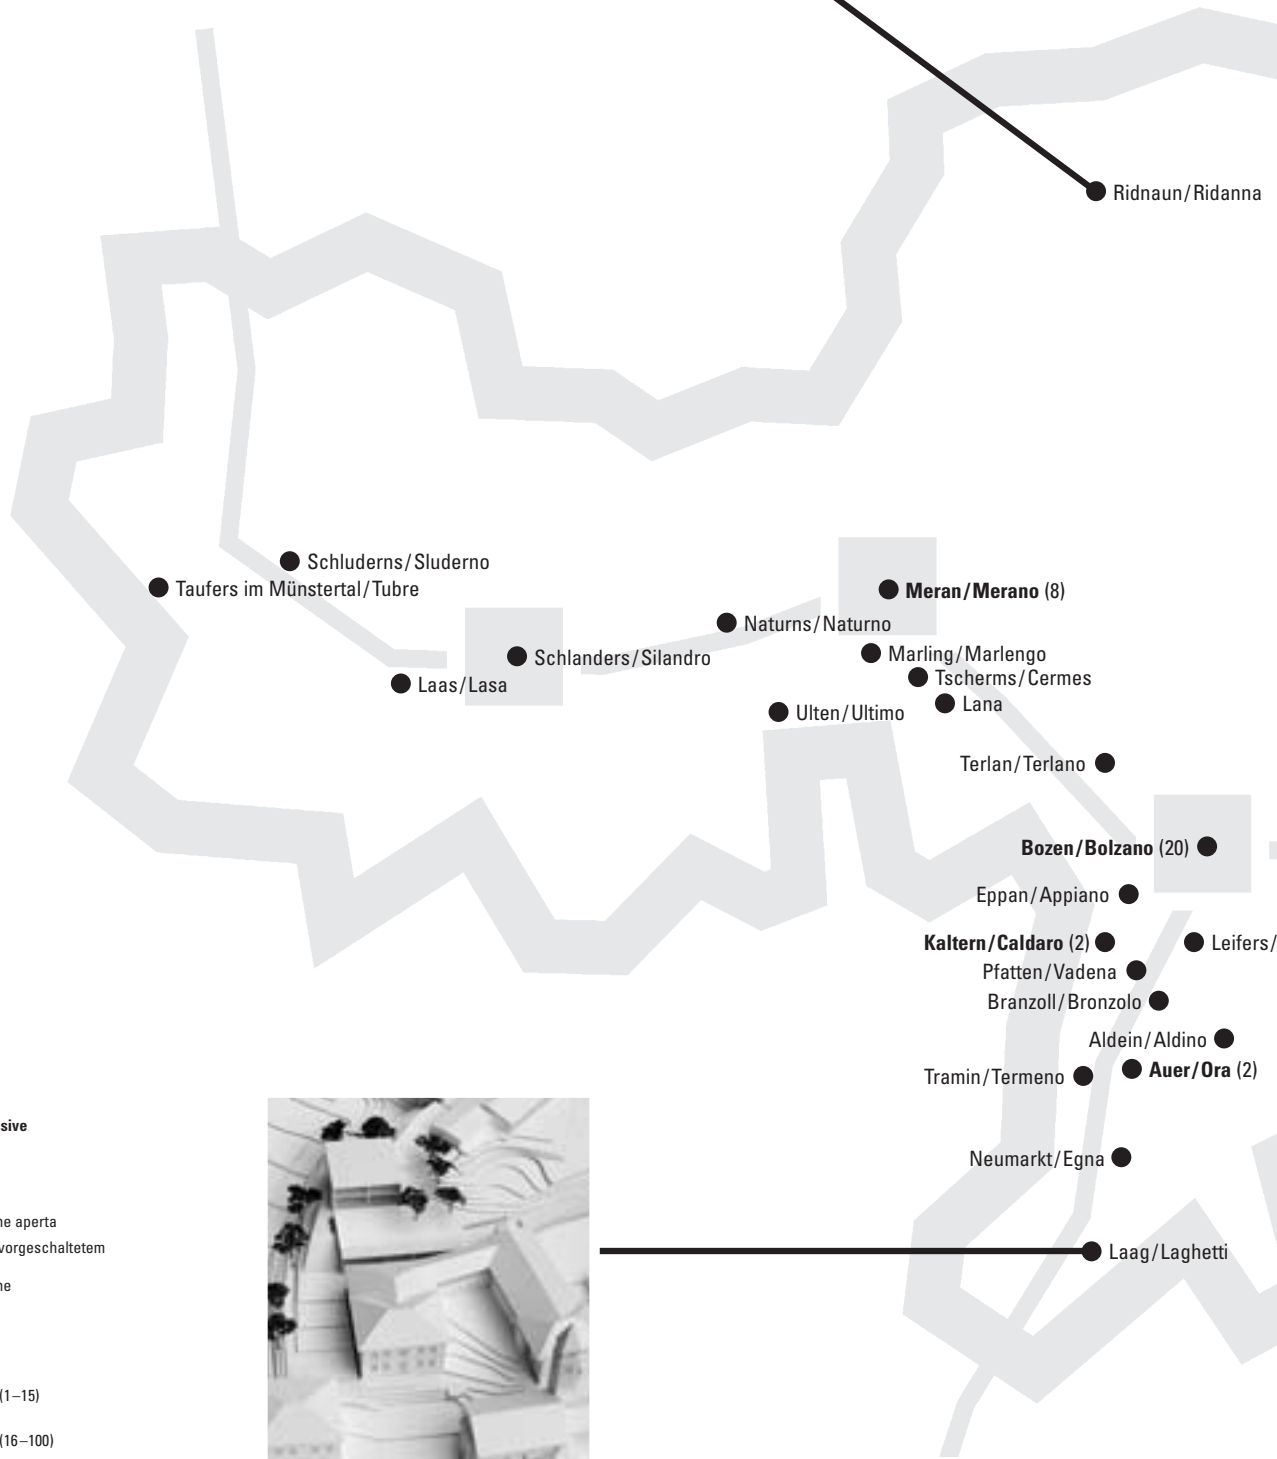 Ridnaun/Ridanna
Schluderns/Sluderno
Taufers im Münstertal/Tubre
Meran/Merano (8)
Naturns/Naturno
Schlanders/Silandro
Marling/Marlengo
Tscherms/Cermes
Laas/Lasa
Lana
Ulten/Ultimo
Terlan/Terlano
Bozen/Bolzano (20)
Eppan/Appiano
Kaltern/Caldaro (2)
Leifers/
Pfatten/Vadena
Branzoll/Bronzolo
Aldein/Aldino
Auer/Ora (2)
Tramin/Termeno
sive
Neumarkt/Egna
ne aperta
vorgeschaltetem
Laag/Laghetti
ne
(1–15)
(16–100)